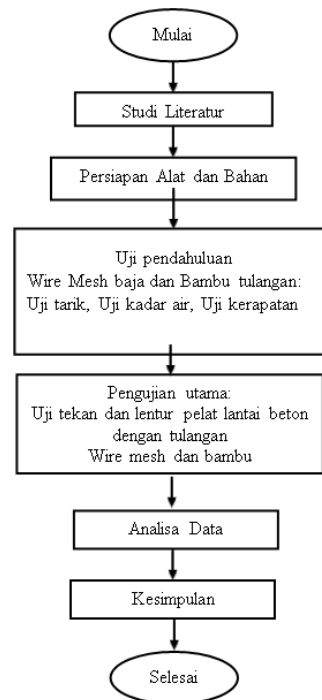 Mulai
Studi Literatur
Persiapan Alat dan Bahan
Uji pendahuluan
Wire Mesh baja dan Bambu tulangan:
Uji tarik, Uji kadar air, Uji kerapatan
Pengujian utama:
Uji tekan dan lentur pelat lantai beton
dengan tulangan
Wire mesh dan bambu
Analisa Data
Kesimpulan
Selesai